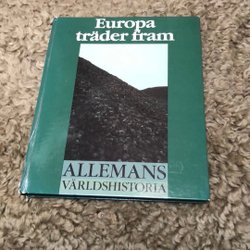 Europa
träder fram
ALLEMANS
VÄRLDSHISTORIA